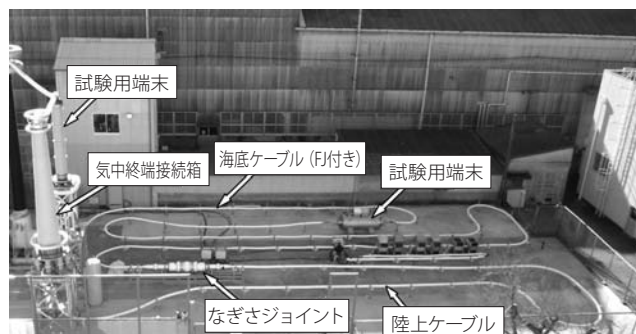 試験用端末
気中終端接続箱
海底ケーブル（FJ付き）
試験用端末
なぎさジョイント
陸上ケーブル